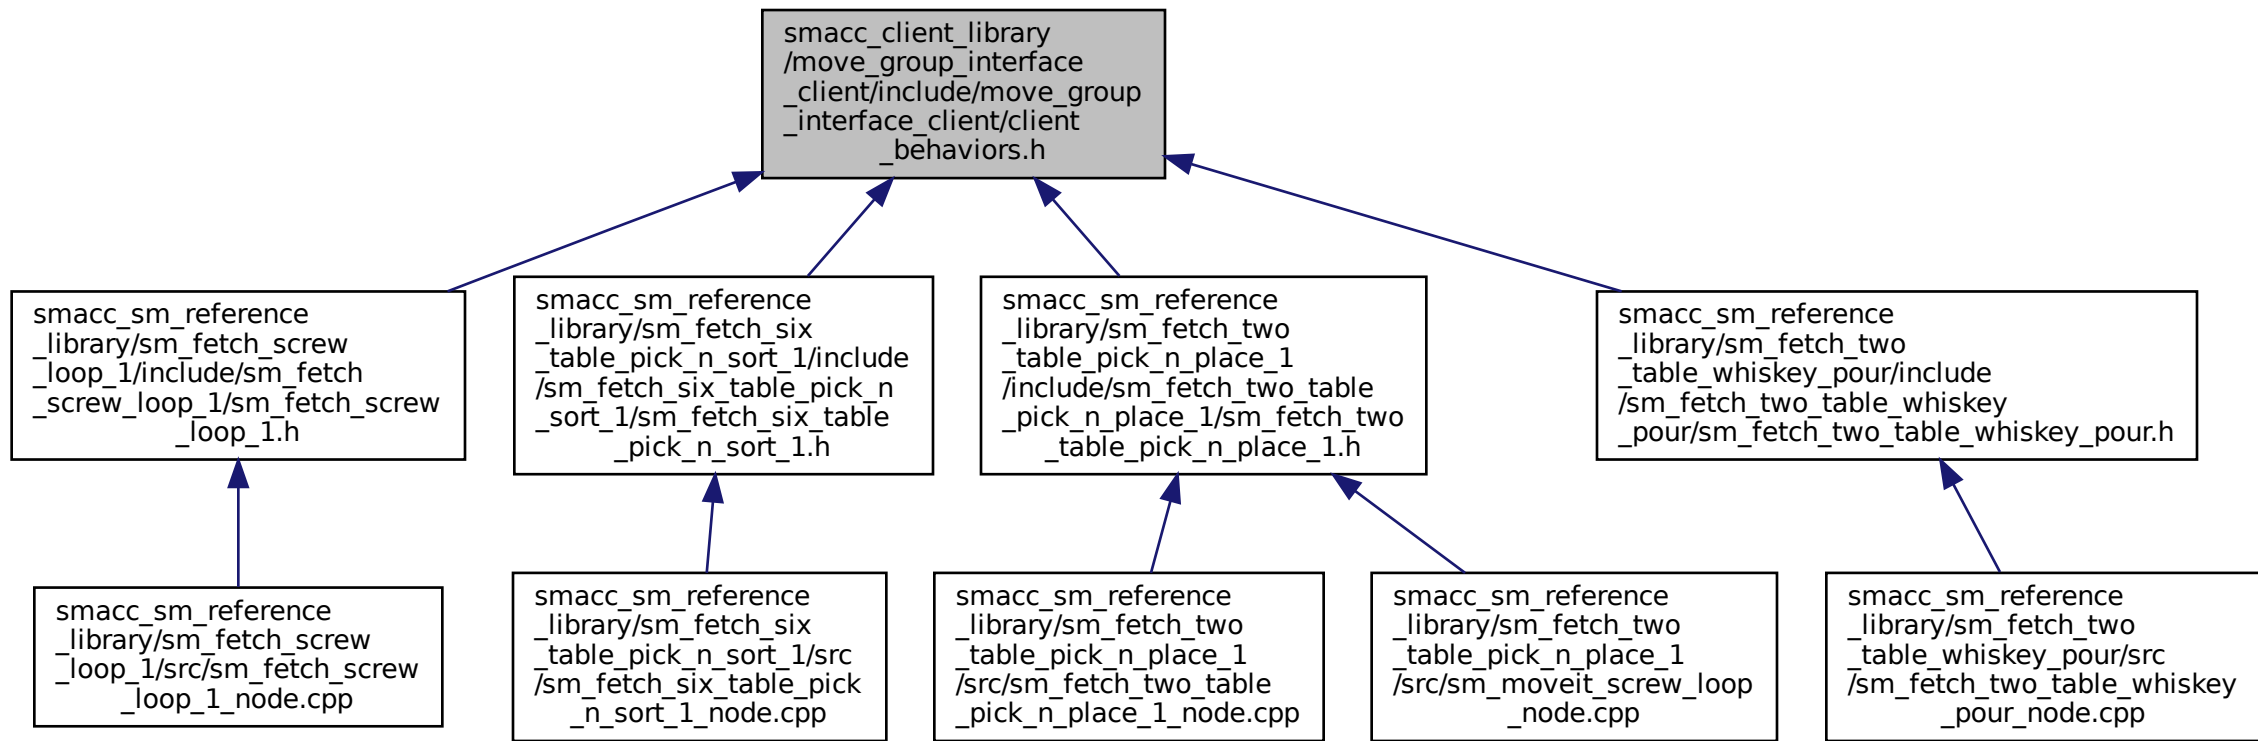 smacc_client_library
/move_group_interface
_client/include/move_group
_interface_client/client
_behaviors.h
smacc_sm_reference
_library/sm_fetch_screw
_loop_1/include/sm_fetch
_screw_loop_1/sm_fetch_screw
_loop_1.h
smacc_sm_reference
_library/sm_fetch_six
_table_pick_n_sort_1/include
/sm_fetch_six_table_pick_n
_sort_1/sm_fetch_six_table
_pick_n_sort_1.h
smacc_sm_reference
_library/sm_fetch_two
_table_pick_n_place_1
/include/sm_fetch_two_table
_pick_n_place_1/sm_fetch_two
_table_pick_n_place_1.h
smacc_sm_reference
_library/sm_fetch_two
_table_whiskey_pour/include
/sm_fetch_two_table_whiskey
_pour/sm_fetch_two_table_whiskey_pour.h
smacc_sm_reference
_library/sm_fetch_screw
_loop_1/src/sm_fetch_screw
_loop_1_node.cpp
smacc_sm_reference
_library/sm_fetch_six
_table_pick_n_sort_1/src
/sm_fetch_six_table_pick
_n_sort_1_node.cpp
smacc_sm_reference
_library/sm_fetch_two
_table_pick_n_place_1
/src/sm_fetch_two_table
_pick_n_place_1_node.cpp
smacc_sm_reference
_library/sm_fetch_two
_table_pick_n_place_1
/src/sm_moveit_screw_loop
_node.cpp
smacc_sm_reference
_library/sm_fetch_two
_table_whiskey_pour/src
/sm_fetch_two_table_whiskey
_pour_node.cpp